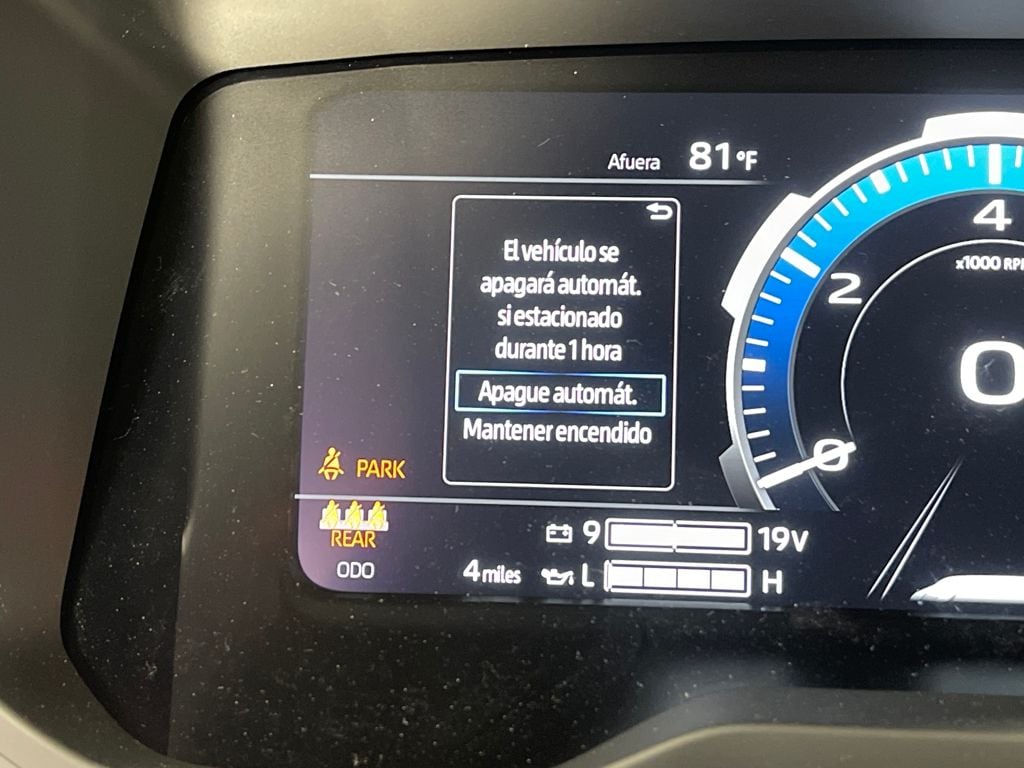 Afuera 81°F
El vehículo se
apagará automát.
si estacionado
durante 1 hora
Apague automát.
Mantener encendido
4
x1000 RPM
2
0
0
PARK
REAR
9 19V
ODO 4 miles L H